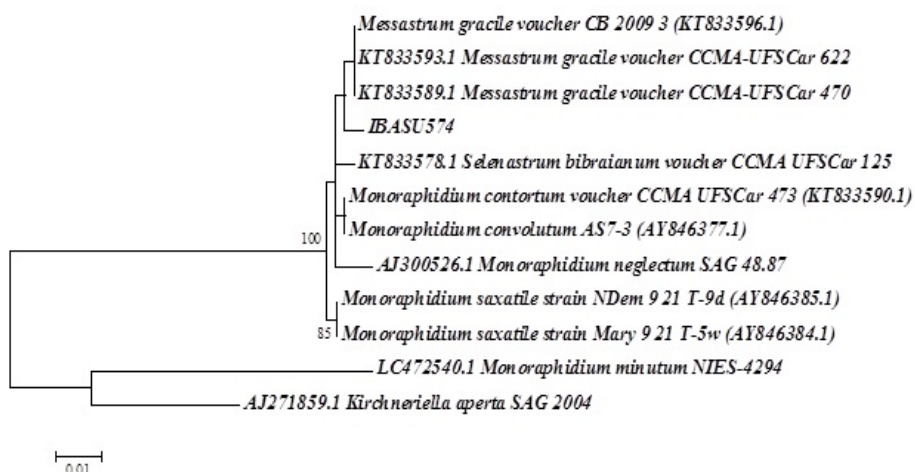 Messastrum gracile voucher CB 2009 3 (KT833596.1)
KT833593.1 Messastrum gracile voucher CCMA-UFSCar 622
KT833589.1 Messastrum gracile voucher CCMA-UFSCar 470
IBASU574
KT833578.1 Selenastrum bibraianum voucher CCMA UFSCar 125
Monoraphidium contortum voucher CCMA UFSCar 473 (KT833590.1)
100
Monoraphidium convolutum AS7-3 (AY846377.1)
AJ300526.1 Monoraphidium neglectum SAG 48.87
Monoraphidium saxatile strain NDem 9 21 T-9d (AY846385.1)
85
Monoraphidium saxatile strain Mary 9 21 T-5w (AY846384.1)
LC472540.1 Monoraphidium minutum NIES-4294
AJ271859.1 Kirchneriella aperta SAG 2004
0.01